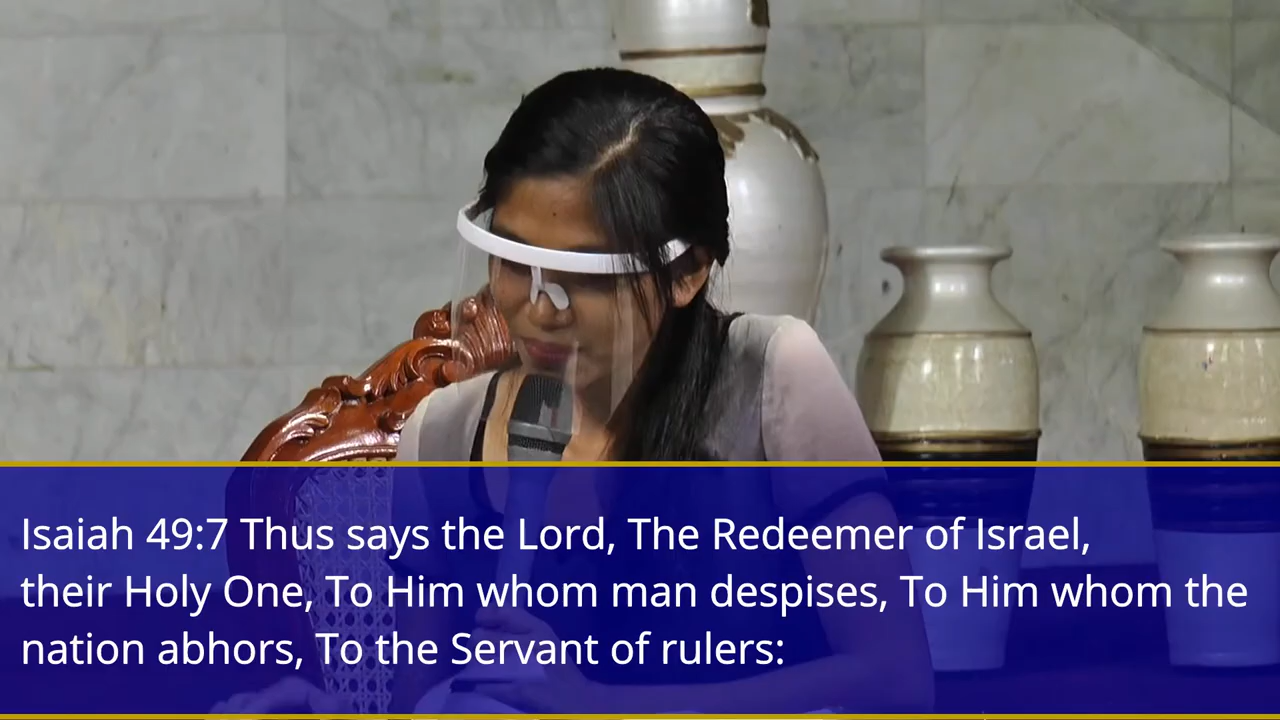 Isaiah 49:7 Thus says the Lord, The Redeemer of Israel,
their Holy One, To Him whom man despises, To Him whom the
nation abhors, To the Servant of rulers: